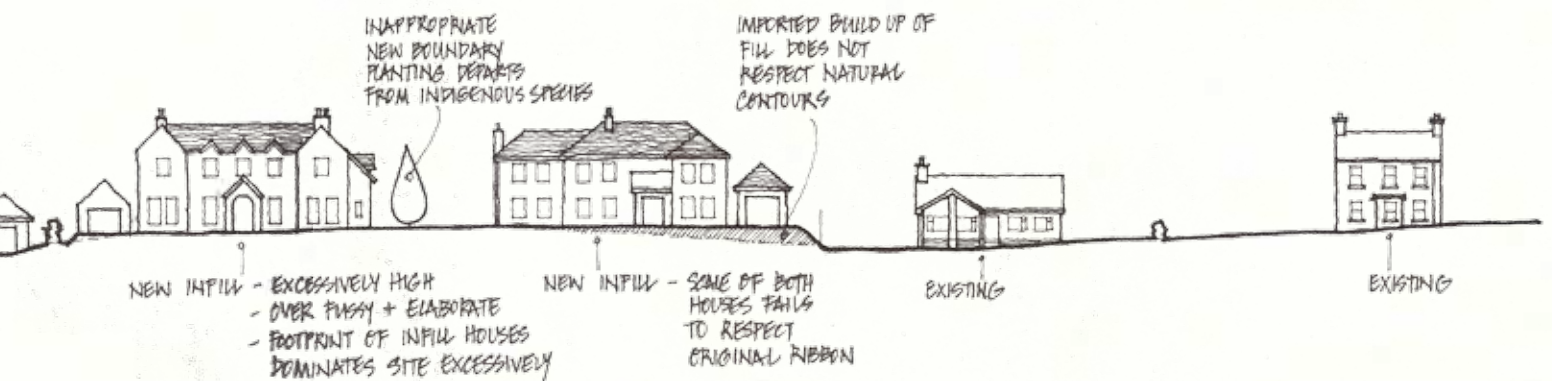 INAPPROPRIATE
NEW BOUNDARY
PLANTING DEPARTS
FROM INDIGENOUS SPECIES
IMPORTED BUILD UP OF
FILL DOES NOT
RESPECT NATURAL
CONTOURS
NEW INFILL - EXCESSIVELY HIGH
- OVER FUSSY + ELABORATE
- FOOTPRINT OF INFILL HOUSES
DOMINATES SITE EXCESSIVELY
NEW INFILL - SCALE OF BOTH
HOUSES FAILS
TO RESPECT
ORIGINAL RIBBON
EXISTING
EXISTING